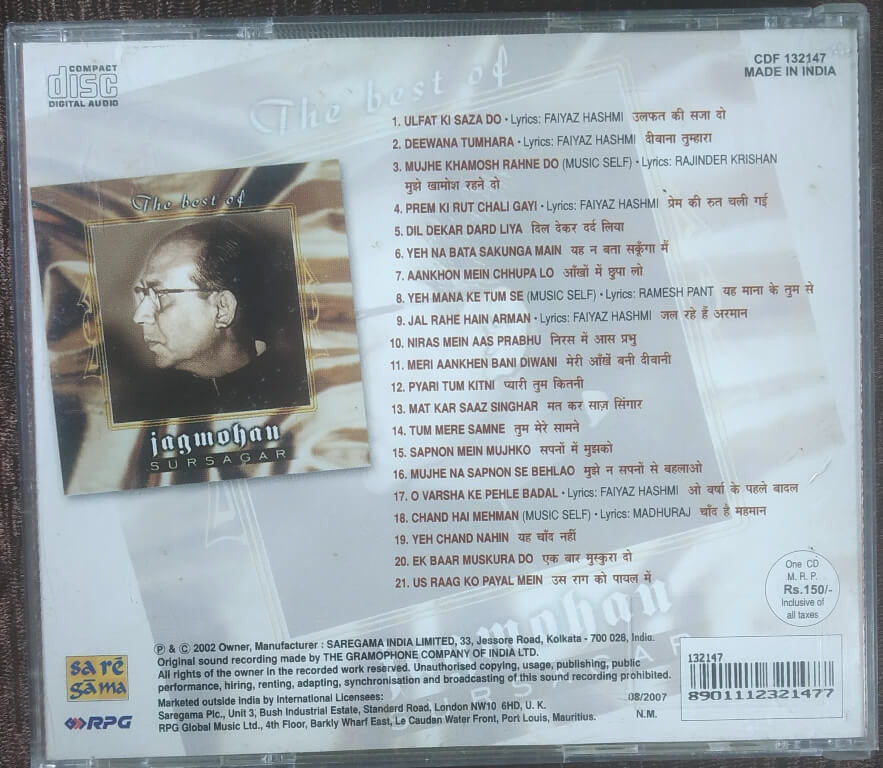 COMPACT
disc
DIGITAL AUDIO
The best of
CDF 132147
MADE IN INDIA
1. ULFAT KI SAZA DO • Lyrics: FAIYAZ HASHMI उलफत की सजा दो
2. DEEWANA TUMHARA • Lyrics: FAIYAZ HASHMI दीवाना तुम्हारा
3. MUJHE KHAMOSH RAHNE DO (MUSIC SELF) • Lyrics: RAJINDER KRISHAN
मुझे खामोश रहने दो
4. PREM KI RUT CHALI GAYI • Lyrics: FAIYAZ HASHMI प्रेम की रुत चली गई
5. DIL DEKAR DARD LIYA दिल देकर दर्द लिया
6. YEH NA BATA SAKUNGA MAIN यह न बता सकूँगा मैं
7. AANKHON MEIN CHHUPA LO आँखों में छुपा लो
8. YEH MANA KE TUM SE (MUSIC SELF) • Lyrics: RAMESH PANT यह माना के तुम से
9. JAL RAHE HAIN ARMAN • Lyrics: FAIYAZ HASHMI जल रहे हैं अरमान
10. NIRAS MEIN AAS PRABHU निरस में आस प्रभु
11. MERI AANKHEN BANI DIWANI मेरी आँखें बनी दीवानी
12. PYARI TUM KITNI प्यारी तुम कितनी
13. MAT KAR SAAZ SINGHAR मत कर साज़ सिंगार
14. TUM MERE SAMNE तुम मेरे सामने
15. SAPNON MEIN MUJHKO सपनों में मुझको
16. MUJHE NA SAPNON SE BEHLAO मुझे न सपनों से बहलाओ
17. O VARSHA KE PEHLE BADAL • Lyrics: FAIYAZ HASHMI ओ वर्षा के पहले बादल
18. CHAND HAI MEHMAN (MUSIC SELF) • Lyrics: MADHURAJ चाँद है महमान
19. YEH CHAND NAHIN यह चाँद नहीं
20. EK BAAR MUSKURA DO एक बार मुस्कुरा दो
21. US RAAG KO PAYAL MEIN उस राग को पायल में
The best of
jagmohan
SURSAGAR
One CD
M. R. P.
Rs.150/-
Inclusive of
all taxes
mohan
SURSAGAR
saregama
RPG
℗ & © 2002 Owner, Manufacturer : SAREGAMA INDIA LIMITED, 33, Jessore Road, Kolkata - 700 028, India.
Original sound recording made by THE GRAMOPHONE COMPANY OF INDIA LTD.
All rights of the owner in the recorded work reserved. Unauthorised copying, usage, publishing, public
performance, hiring, renting, adapting, synchronisation and broadcasting of this sound recording prohibited.
Marketed outside India by International Licensees:
Saregama Plc., Unit 3, Bush Industrial Estate, Standard Road, London NW10 6HD, U. K.
RPG Global Music Ltd., 4th Floor, Barkly Wharf East, Le Caudan Water Front, Port Louis, Mauritius.
08/2007
N.M.
132147
8901112321477